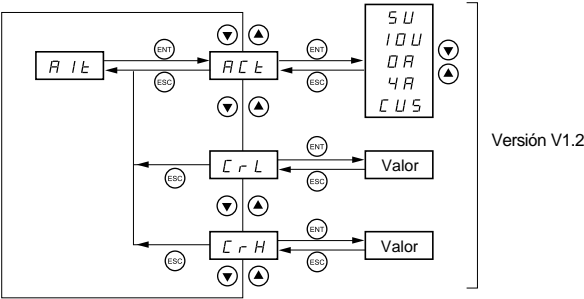 5U
10U
0A
4A
CUS
ENT
ESC
AIt
ACt
ENT
ESC
Versión V1.2
ESC
CrL
ENT
ESC
Valor
ESC
CrH
ENT
ESC
Valor